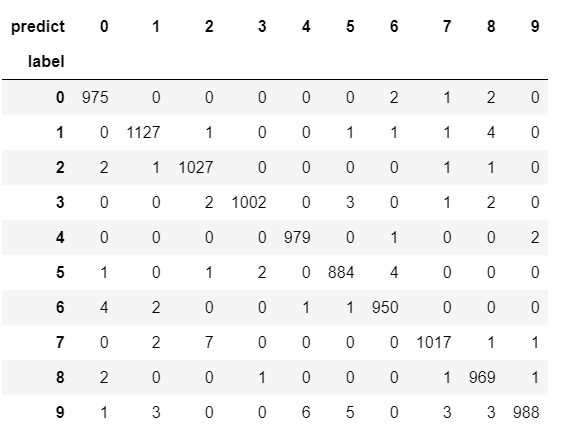 predict 0 1 2 3 4 5 6 7 8 9
label
0 975 0 0 0 0 0 2 1 2 0
1 0 1127 1 0 0 1 1 1 4 0
2 2 1 1027 0 0 0 0 1 1 0
3 0 0 2 1002 0 3 0 1 2 0
4 0 0 0 0 979 0 1 0 0 2
5 1 0 1 2 0 884 4 0 0 0
6 4 2 0 0 1 1 950 0 0 0
7 0 2 7 0 0 0 0 1017 1 1
8 2 0 0 1 0 0 0 1 969 1
9 1 3 0 0 6 5 0 3 3 988